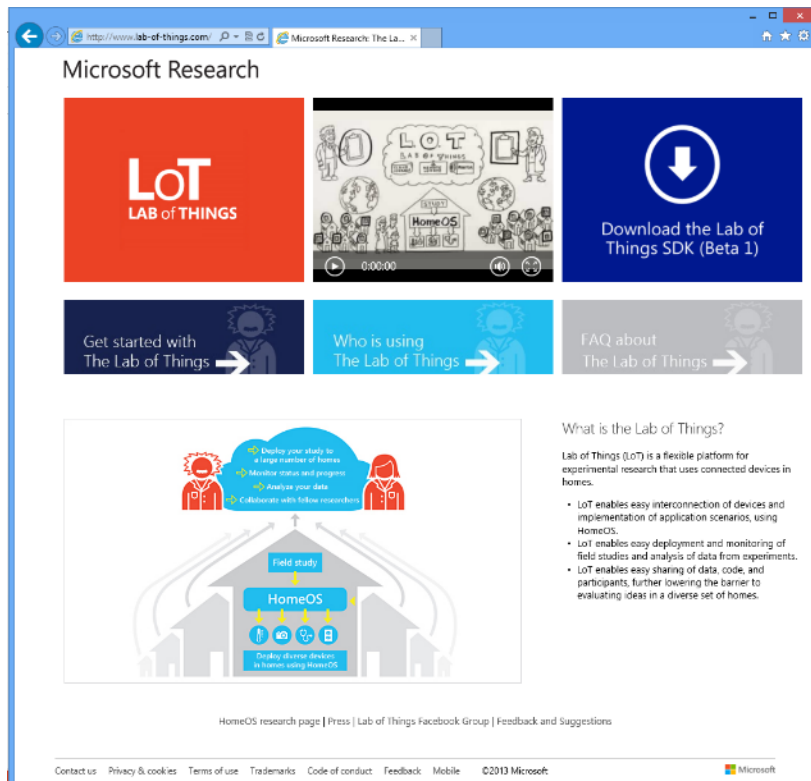 http://www.lab-of-things.com/
Microsoft Research: The La...
Microsoft Research
LoT
LAB of THINGS
L.O.T
LAB OF THINGS
STUDY
HomeOS
0:00:00
Download the Lab of
Things SDK (Beta 1)
Get started with
The Lab of Things
Who is using
The Lab of Things
FAQ about
The Lab of Things
Deploy your study to
a large number of homes
Monitor status and progress
Analyze your data
Collaborate with fellow researchers
Field study
HomeOS
Deploy diverse devices
in homes using HomeOS
What is the Lab of Things?
Lab of Things (LoT) is a flexible platform for
experimental research that uses connected devices in
homes.
• LoT enables easy interconnection of devices and
implementation of application scenarios, using
HomeOS.
• LoT enables easy deployment and monitoring of
field studies and analysis of data from experiments.
• LoT enables easy sharing of data, code, and
participants, further lowering the barrier to
evaluating ideas in a diverse set of homes.
HomeOS research page | Press | Lab of Things Facebook Group | Feedback and Suggestions
Contact us Privacy & cookies Terms of use Trademarks Code of conduct Feedback Mobile ©2013 Microsoft Microsoft